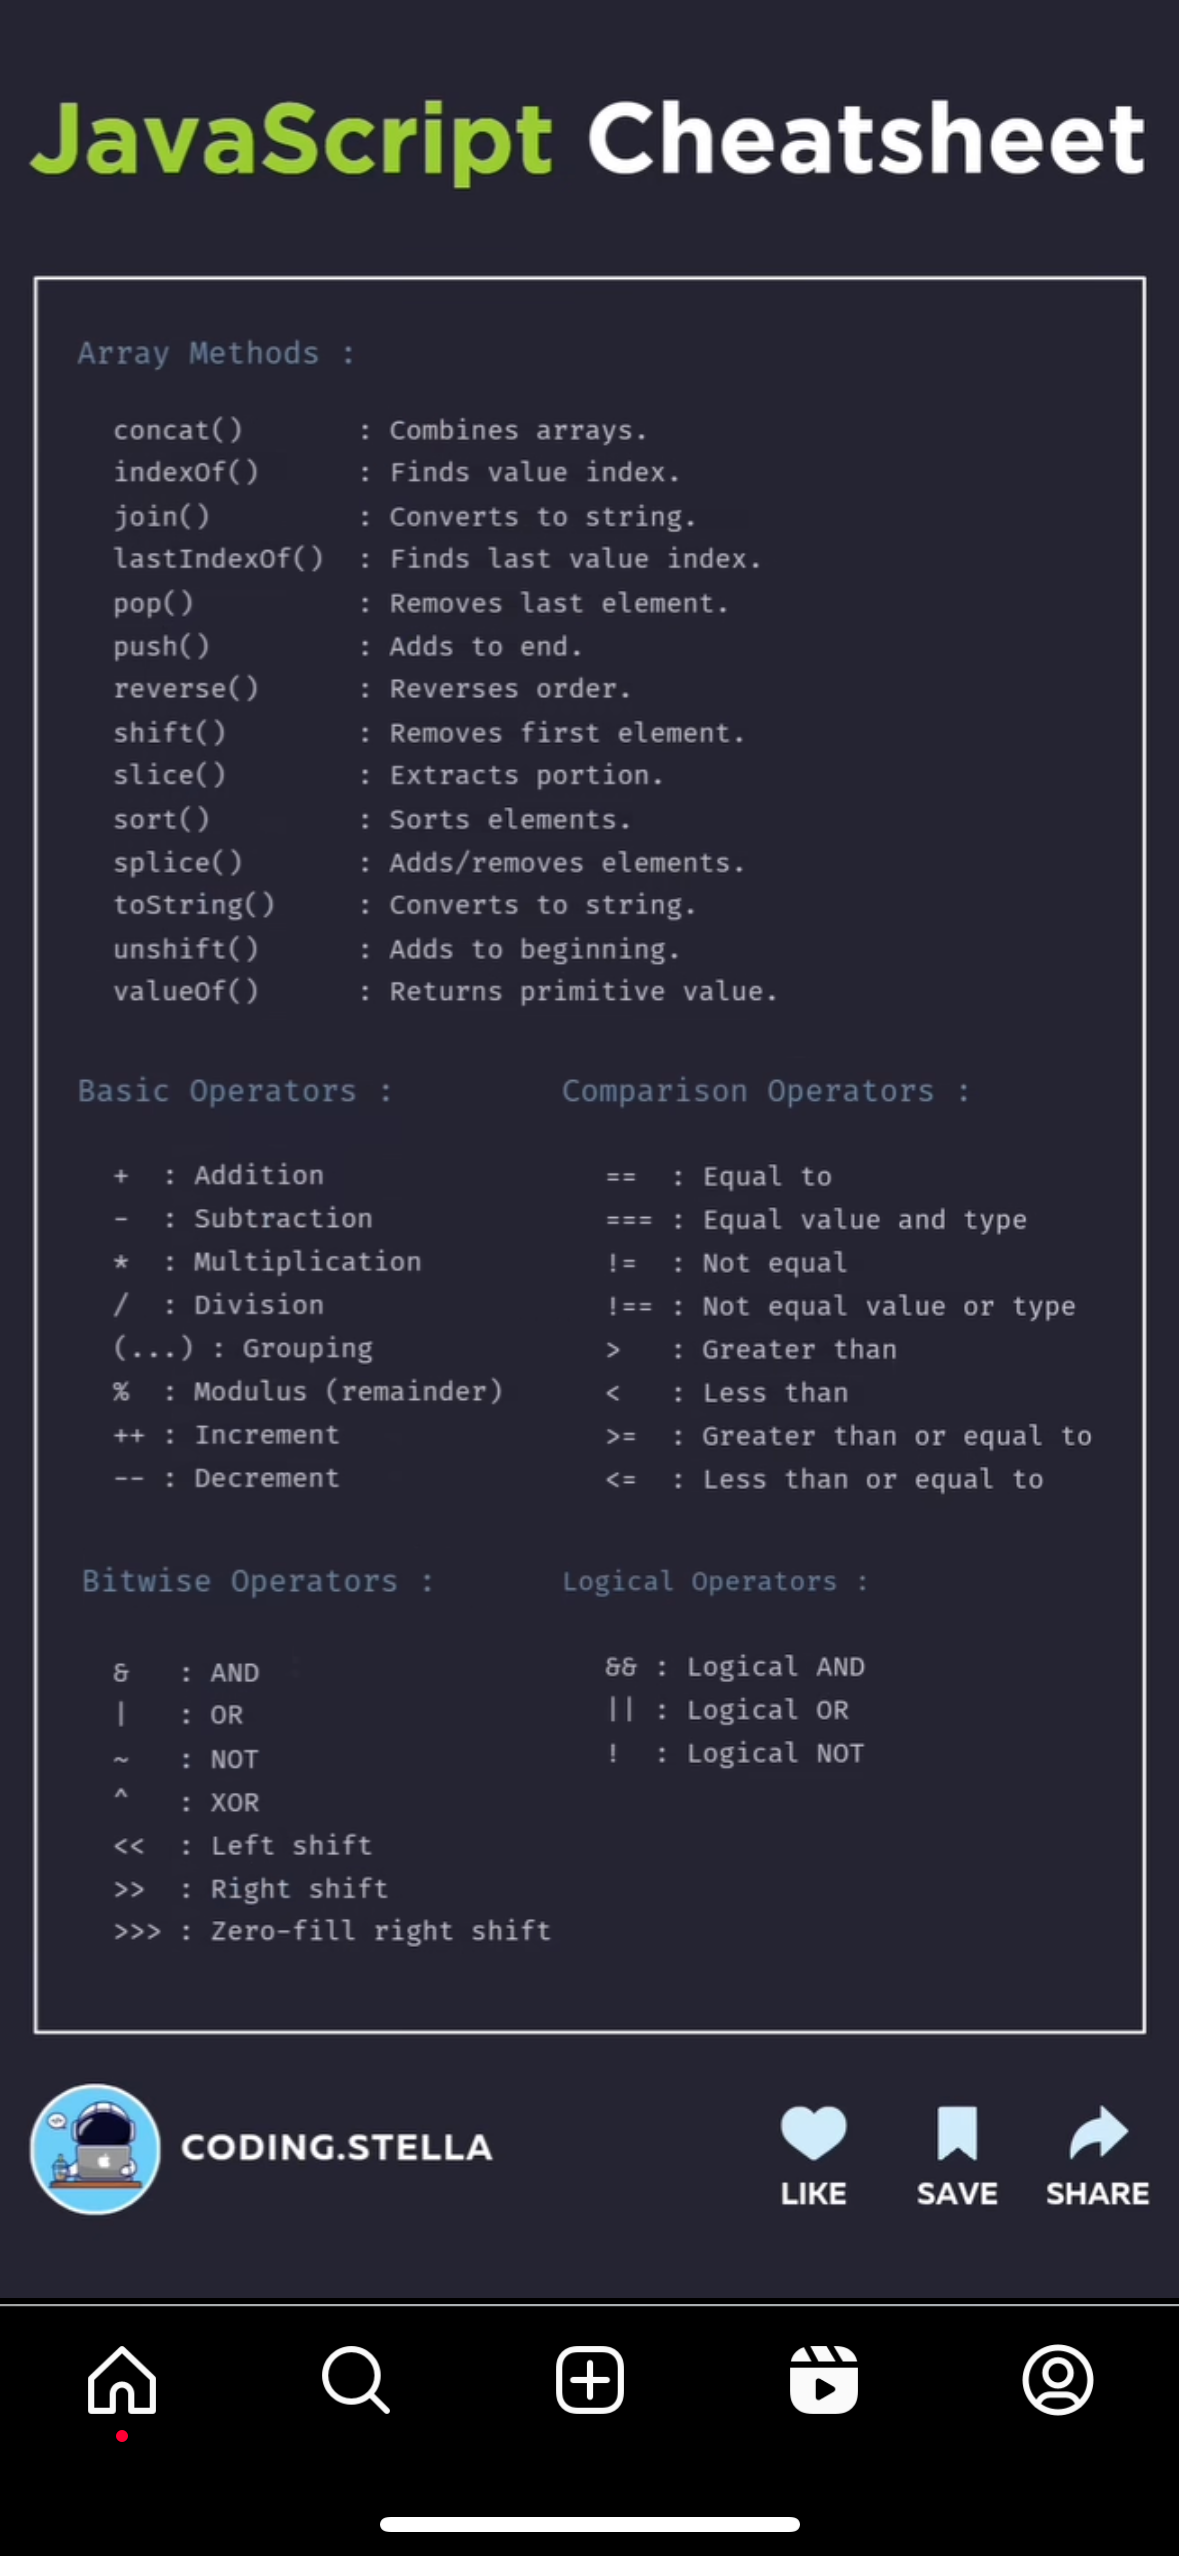 JavaScript Cheatsheet
Array Methods :
concat() : Combines arrays.
indexOf() : Finds value index.
join() : Converts to string.
lastIndexOf() : Finds last value index.
pop() : Removes last element.
push() : Adds to end.
reverse() : Reverses order.
shift() : Removes first element.
slice() : Extracts portion.
sort() : Sorts elements.
splice() : Adds/removes elements.
toString() : Converts to string.
unshift() : Adds to beginning.
valueOf() : Returns primitive value.
Basic Operators :
+ : Addition
- : Subtraction
* : Multiplication
/ : Division
(...) : Grouping
% : Modulus (remainder)
++ : Increment
-- : Decrement
Comparison Operators :
== : Equal to
=== : Equal value and type
!= : Not equal
!== : Not equal value or type
> : Greater than
< : Less than
>= : Greater than or equal to
<= : Less than or equal to
Bitwise Operators :
& : AND
| : OR
~ : NOT
^ : XOR
<< : Left shift
>> : Right shift
>>> : Zero-fill right shift
Logical Operators :
&& : Logical AND
|| : Logical OR
! : Logical NOT
CODING.STELLA
LIKE SAVE SHARE